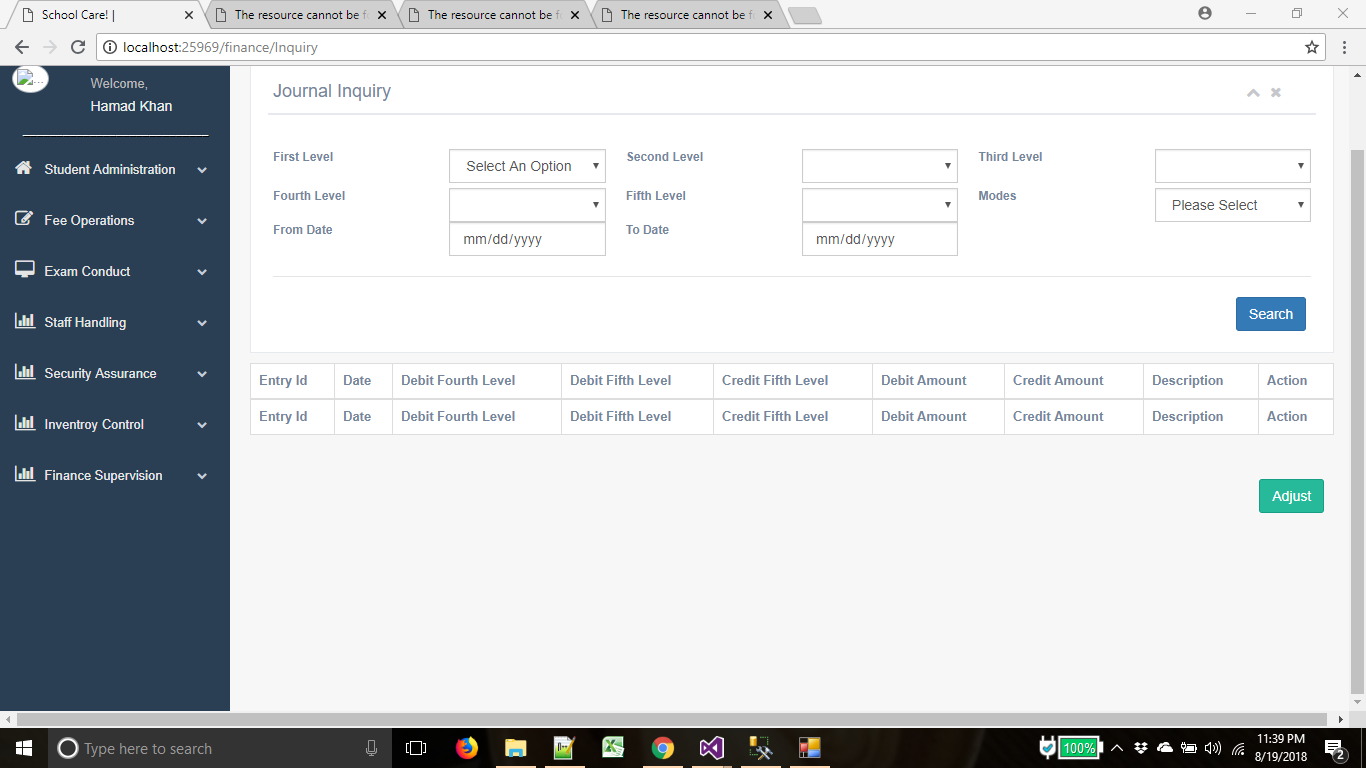 School Care! |
The resource cannot be f
The resource cannot be f
The resource cannot be f
localhost:25969/finance/Inquiry
Welcome,
Hamad Khan
Student Administration
Fee Operations
Exam Conduct
Staff Handling
Security Assurance
Inventroy Control
Finance Supervision
Journal Inquiry
First Level Select An Option Second Level Third Level
Fourth Level Fifth Level Modes Please Select
From Date mm/dd/yyyy To Date mm/dd/yyyy
Search
Entry Id Date Debit Fourth Level Debit Fifth Level Credit Fifth Level Debit Amount Credit Amount Description Action
Entry Id Date Debit Fourth Level Debit Fifth Level Credit Fifth Level Debit Amount Credit Amount Description Action
Adjust
Type here to search
100%
11:39 PM
8/19/2018
2